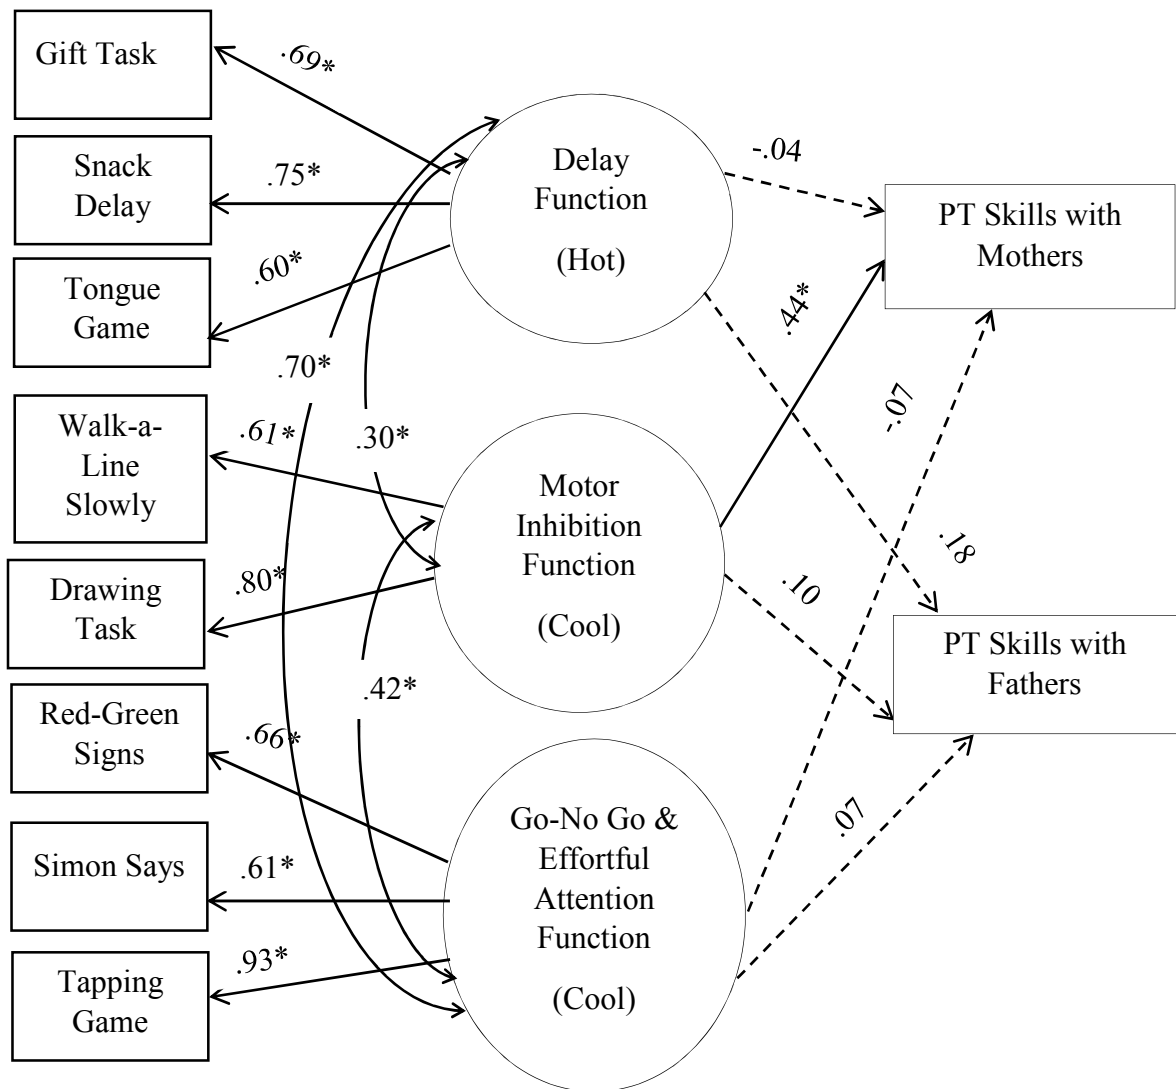 Gift Task
.69*
Snack
Delay
.75*
Tongue
Game
.60*
Walk-a-
Line
Slowly
.61*
Drawing
Task
.80*
Red-Green
Signs
.66*
Simon Says
.61*
Tapping
Game
.93*
.70*
.30*
.42*
Delay
Function
(Hot)
Motor
Inhibition
Function
(Cool)
Go-No Go &
Effortful
Attention
Function
(Cool)
-.04
.44*
-.07
.18
.10
.07
PT Skills with
Mothers
PT Skills with
Fathers